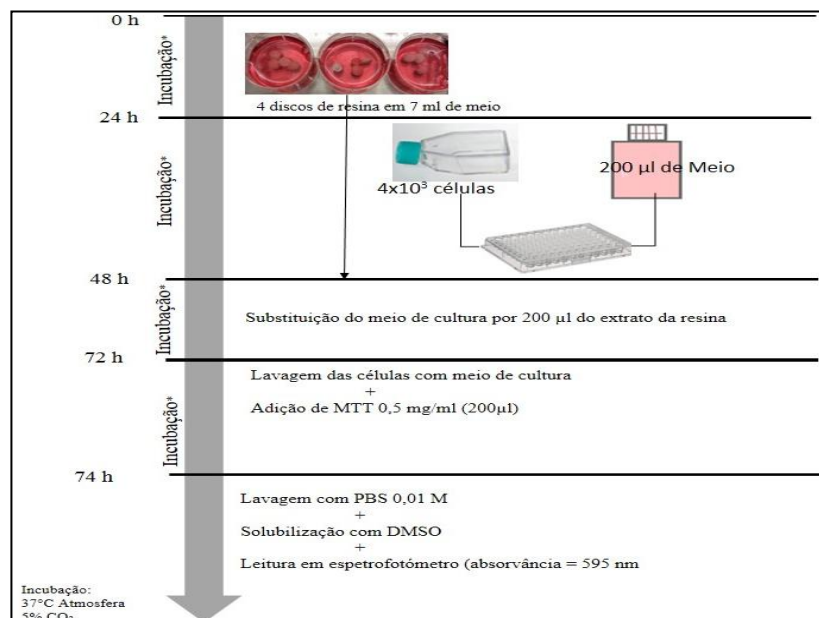 0 h
Incubação*
4 discos de resina em 7 ml de meio
24 h
Incubação*
4x10³ células
200 µl de Meio
48 h
Incubação*
Substituição do meio de cultura por 200 µl do extrato da resina
72 h
Incubação*
Lavagem das células com meio de cultura
+
Adição de MTT 0,5 mg/ml (200µl)
74 h
Lavagem com PBS 0,01 M
+
Solubilização com DMSO
+
Leitura em espetrofotómetro (absorvância = 595 nm
Incubação:
37°C Atmosfera
5% CO₂